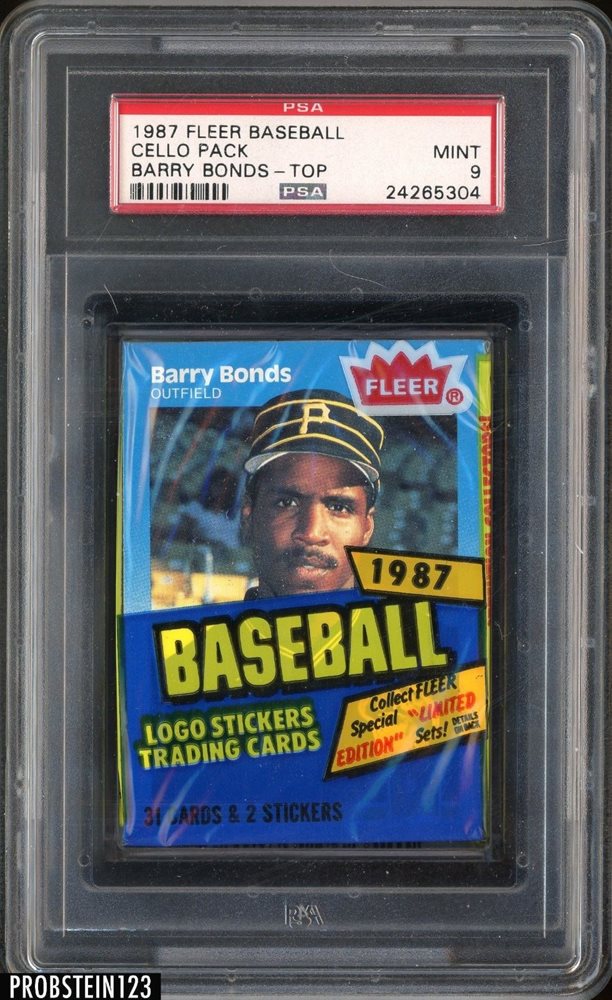 PSA
1987 FLEER BASEBALL
CELLO PACK MINT
BARRY BONDS - TOP 9
PSA 24265304
Barry Bonds
OUTFIELD
FLEER ®
P
1987
BASEBALL
LOGO STICKERS
TRADING CARDS
Collect FLEER
Special "LIMITED
EDITION" Sets! DETAILS
ON BACK
31 CARDS & 2 STICKERS
PSA
PROBSTEIN123